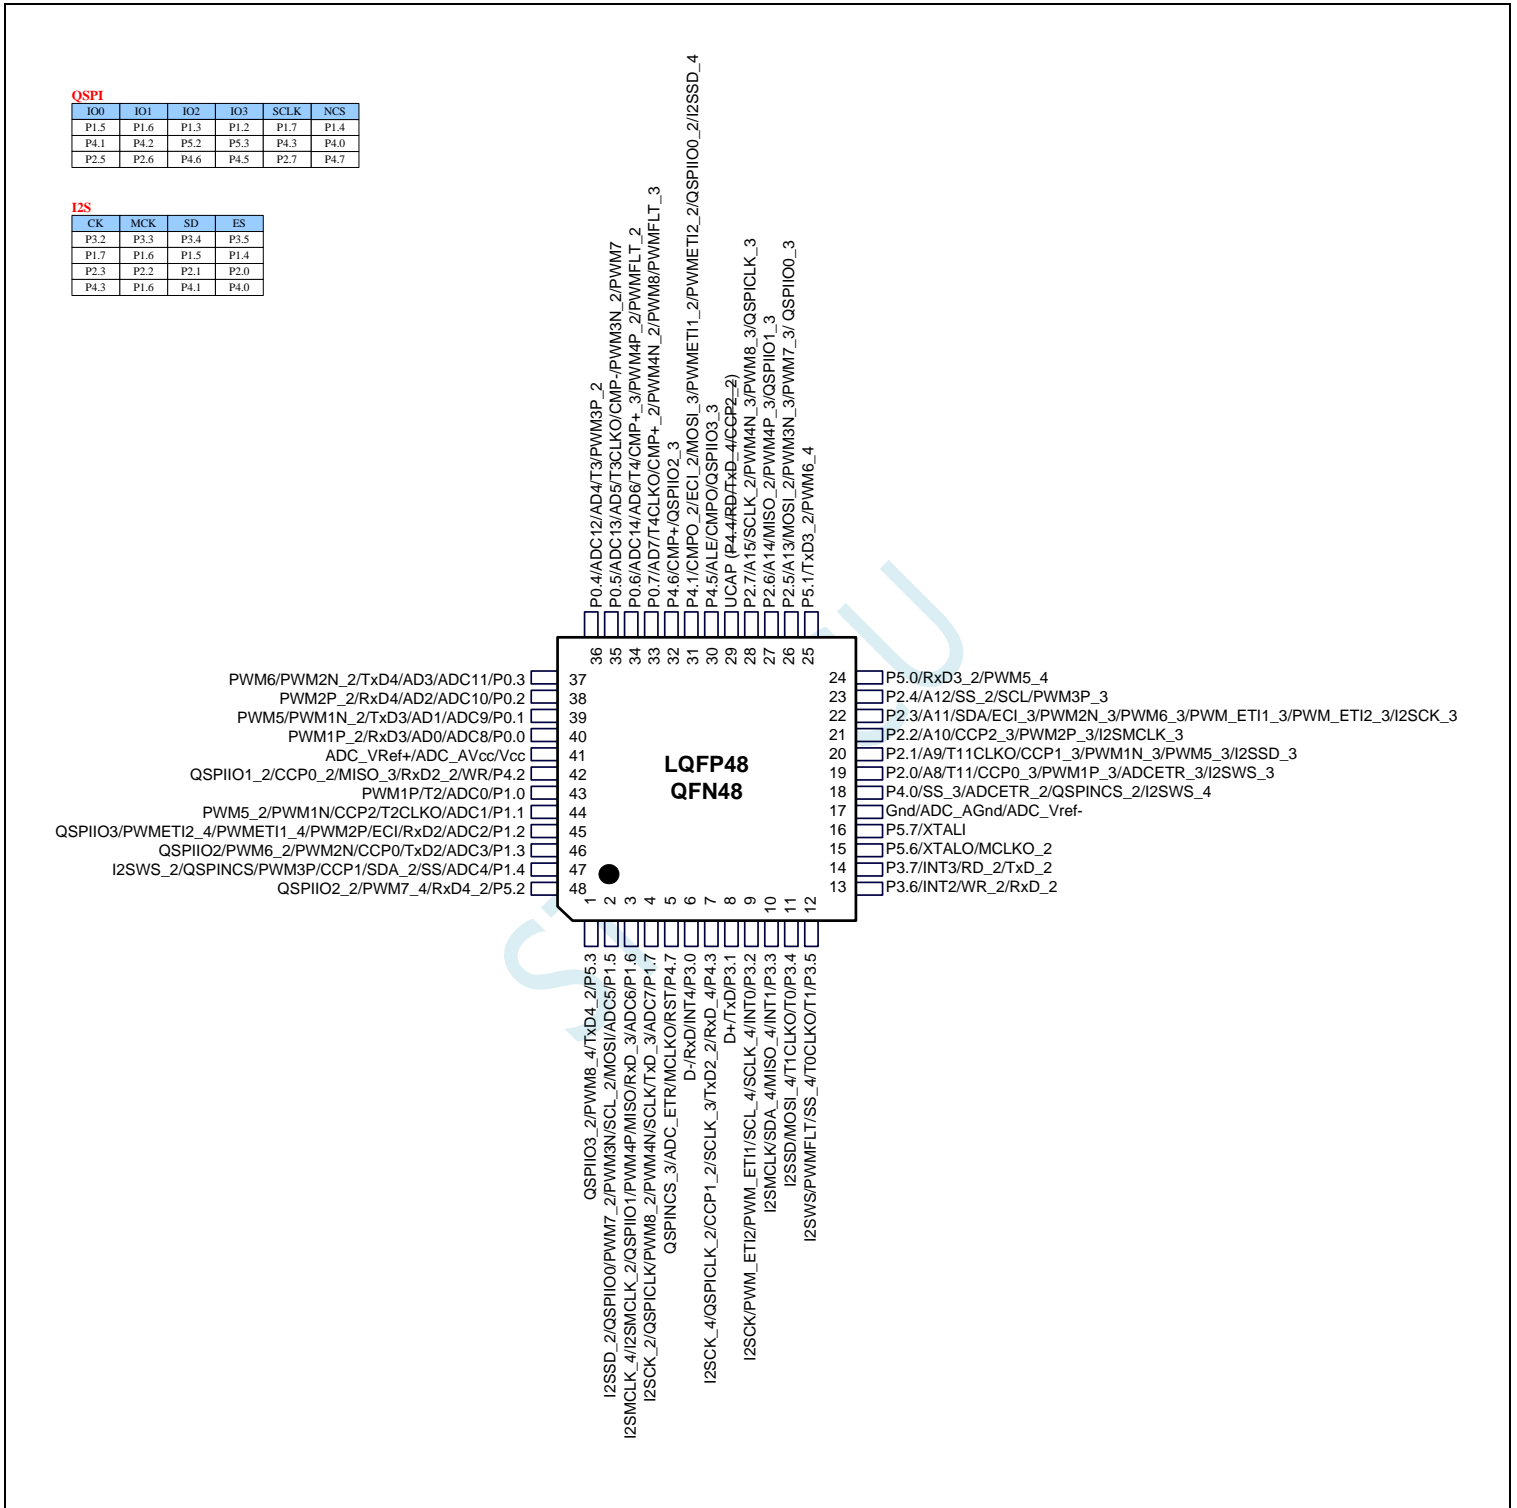 QSPI
IO0 IO1 IO2 IO3 SCLK NCS
P1.5 P1.6 P1.3 P1.2 P1.7 P1.4
P4.1 P4.2 P5.2 P5.3 P4.3 P4.0
P2.5 P2.6 P4.6 P4.5 P2.7 P4.7
I2S
CK MCK SD ES
P3.2 P3.3 P3.4 P3.5
P1.7 P1.6 P1.5 P1.4
P2.3 P2.2 P2.1 P2.0
P4.3 P1.6 P4.1 P4.0
P0.4/ADC12/AD4/T3/PWM3P_2
P0.5/ADC13/AD5/T3CLKO/CMP-/PWM3N_2/PWM7
P0.6/ADC14/AD6/T4/CMP+_3/PWM4P_2/PWMFLT_2
P0.7/AD7/T4CLKO/CMP+_2/PWM4N_2/PWM8/PWMFLT_3
P4.6/CMP+/QSPIIO2_3
P4.1/CMPO_2/ECI_2/MOSI_3/PWMETI1_2/PWMETI2_2/QSPIIO0_2/I2SSD_4
P4.5/ALE/CMPO/QSPIIO3_3
UCAP (P4.4/RD/TxD_4/CCP2_2)
P2.7/A15/SCLK_2/PWM4N_3/PWM8_3/QSPICLK_3
P2.6/A14/MISO_2/PWM4P_3/QSPIIO1_3
P2.5/A13/MOSI_2/PWM3N_3/PWM7_3/ QSPIIO0_3
P5.1/TxD3_2/PWM6_4
36 35 34 33 32 31 30 29 28 27 26 25
PWM6/PWM2N_2/TxD4/AD3/ADC11/P0.3 37
PWM2P_2/RxD4/AD2/ADC10/P0.2 38
PWM5/PWM1N_2/TxD3/AD1/ADC9/P0.1 39
PWM1P_2/RxD3/AD0/ADC8/P0.0 40
ADC_VRef+/ADC_AVcc/Vcc 41
QSPIIO1_2/CCP0_2/MISO_3/RxD2_2/WR/P4.2 42
PWM1P/T2/ADC0/P1.0 43
PWM5_2/PWM1N/CCP2/T2CLKO/ADC1/P1.1 44
QSPIIO3/PWMETI2_4/PWMETI1_4/PWM2P/ECI/RxD2/ADC2/P1.2 45
QSPIIO2/PWM6_2/PWM2N/CCP0/TxD2/ADC3/P1.3 46
I2SWS_2/QSPINCS/PWM3P/CCP1/SDA_2/SS/ADC4/P1.4 47
QSPIIO2_2/PWM7_4/RxD4_2/P5.2 48
LQFP48
QFN48
24 P5.0/RxD3_2/PWM5_4
23 P2.4/A12/SS_2/SCL/PWM3P_3
22 P2.3/A11/SDA/ECI_3/PWM2N_3/PWM6_3/PWM_ETI1_3/PWM_ETI2_3/I2SCK_3
21 P2.2/A10/CCP2_3/PWM2P_3/I2SMCLK_3
20 P2.1/A9/T11CLKO/CCP1_3/PWM1N_3/PWM5_3/I2SSD_3
19 P2.0/A8/T11/CCP0_3/PWM1P_3/ADCETR_3/I2SWS_3
18 P4.0/SS_3/ADCETR_2/QSPINCS_2/I2SWS_4
17 Gnd/ADC_AGnd/ADC_Vref-
16 P5.7/XTALI
15 P5.6/XTALO/MCLKO_2
14 P3.7/INT3/RD_2/TxD_2
13 P3.6/INT2/WR_2/RxD_2
1 2 3 4 5 6 7 8 9 10 11 12
QSPIIO3_2/PWM8_4/TxD4_2/P5.3
I2SSD_2/QSPIIO0/PWM7_2/PWM3N/SCL_2/MOSI/ADC5/P1.5
I2SMCLK_4/I2SMCLK_2/QSPIIO1/PWM4P/MISO/RxD_3/ADC6/P1.6
I2SCK_2/QSPICLK/PWM8_2/PWM4N/SCLK/TxD_3/ADC7/P1.7
QSPINCS_3/ADC_ETR/MCLKO/RST/P4.7
D-/RxD/INT4/P3.0
I2SCK_4/QSPICLK_2/CCP1_2/SCLK_3/TxD2_2/RxD_4/P4.3
D+/TxD/P3.1
I2SCK/PWM_ETI2/PWM_ETI1/SCL_4/SCLK_4/INT0/P3.2
I2SMCLK/SDA_4/MISO_4/INT1/P3.3
I2SSD/MOSI_4/T1CLKO/T0/P3.4
I2SWS/PWMFLT/SS_4/T0CLKO/T1/P3.5